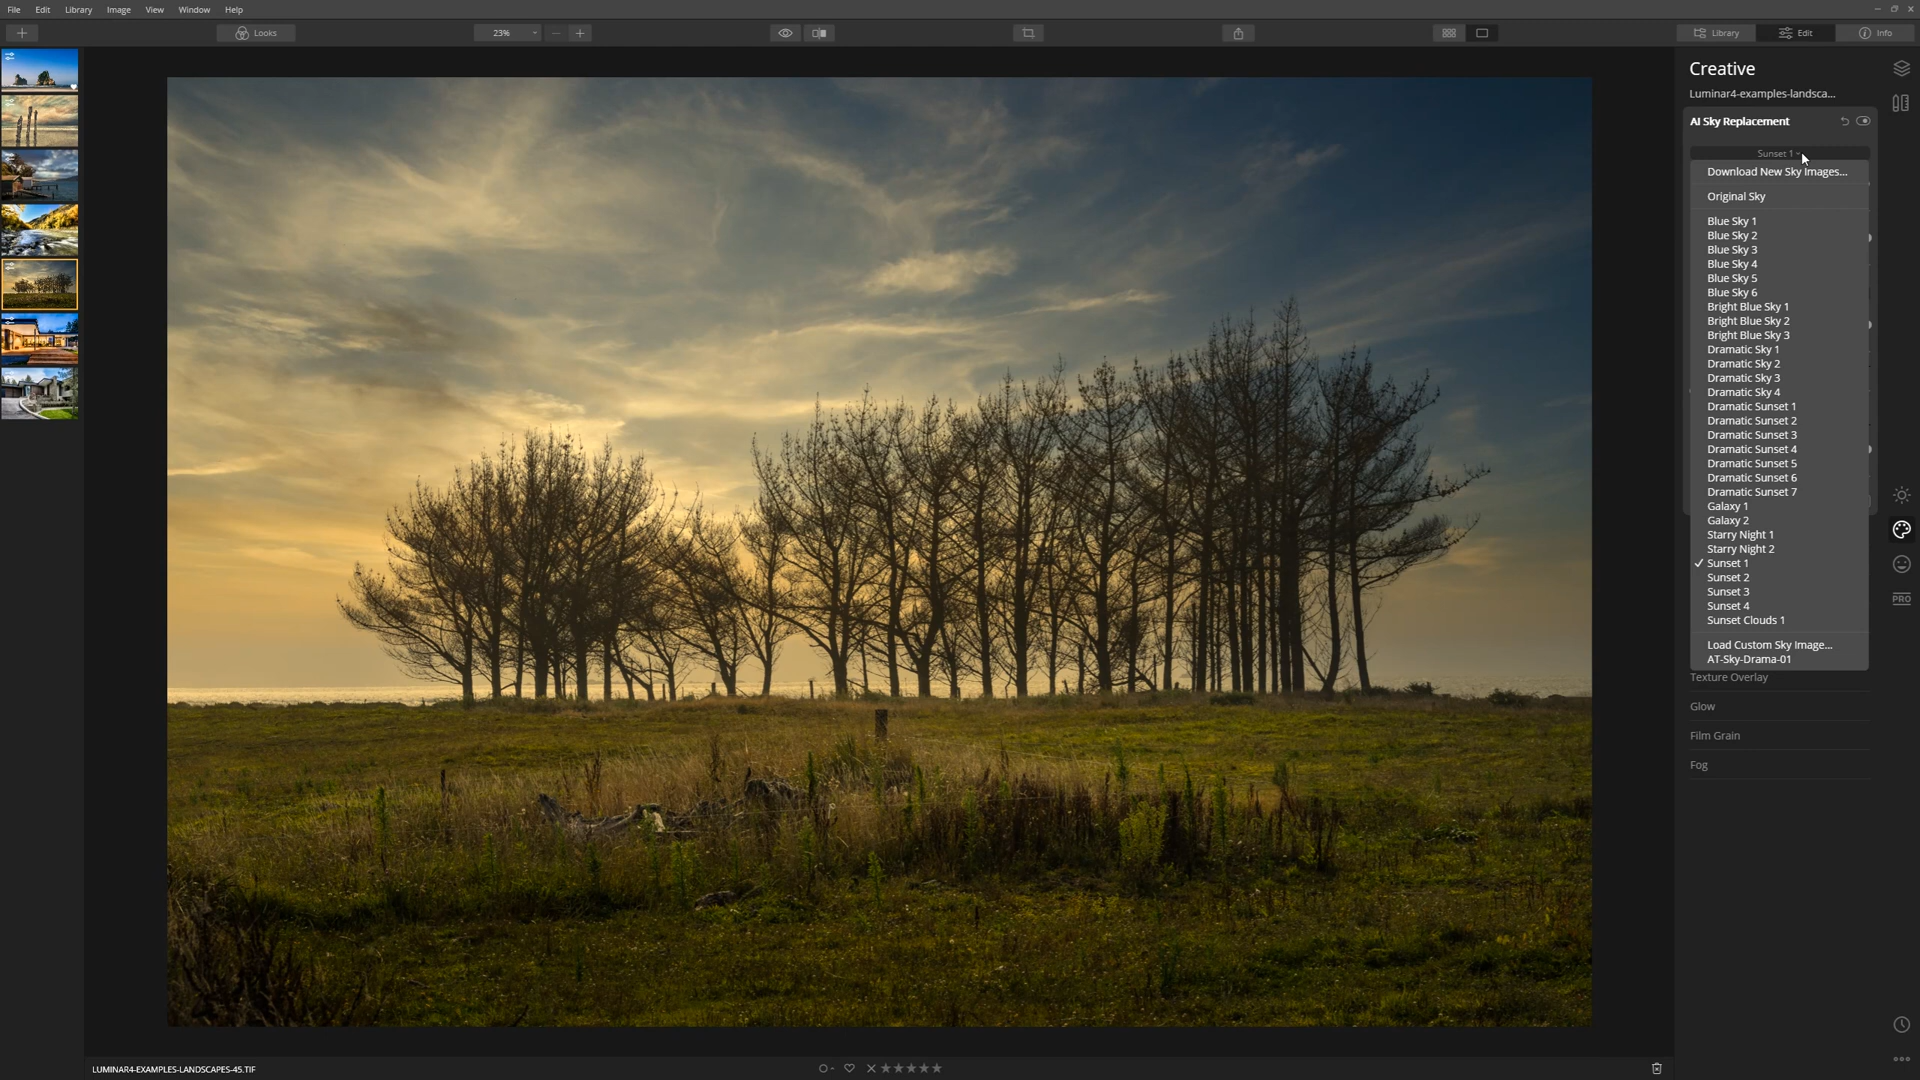 File Edit Library Image View Window Help
Looks 23% Library Edit Info
Creative
Luminar4-examples-landsca...
AI Sky Replacement
Sunset 1
Download New Sky Images...
Original Sky
Blue Sky 1
Blue Sky 2
Blue Sky 3
Blue Sky 4
Blue Sky 5
Blue Sky 6
Bright Blue Sky 1
Bright Blue Sky 2
Bright Blue Sky 3
Dramatic Sky 1
Dramatic Sky 2
Dramatic Sky 3
Dramatic Sky 4
Dramatic Sunset 1
Dramatic Sunset 2
Dramatic Sunset 3
Dramatic Sunset 4
Dramatic Sunset 5
Dramatic Sunset 6
Dramatic Sunset 7
Galaxy 1
Galaxy 2
Starry Night 1
Starry Night 2
Sunset 1
Sunset 2
Sunset 3
Sunset 4
Sunset Clouds 1
PRO
Load Custom Sky Image...
AT-Sky-Drama-01
Texture Overlay
Glow
Film Grain
Fog
LUMINAR4-EXAMPLES-LANDSCAPES-45.TIF